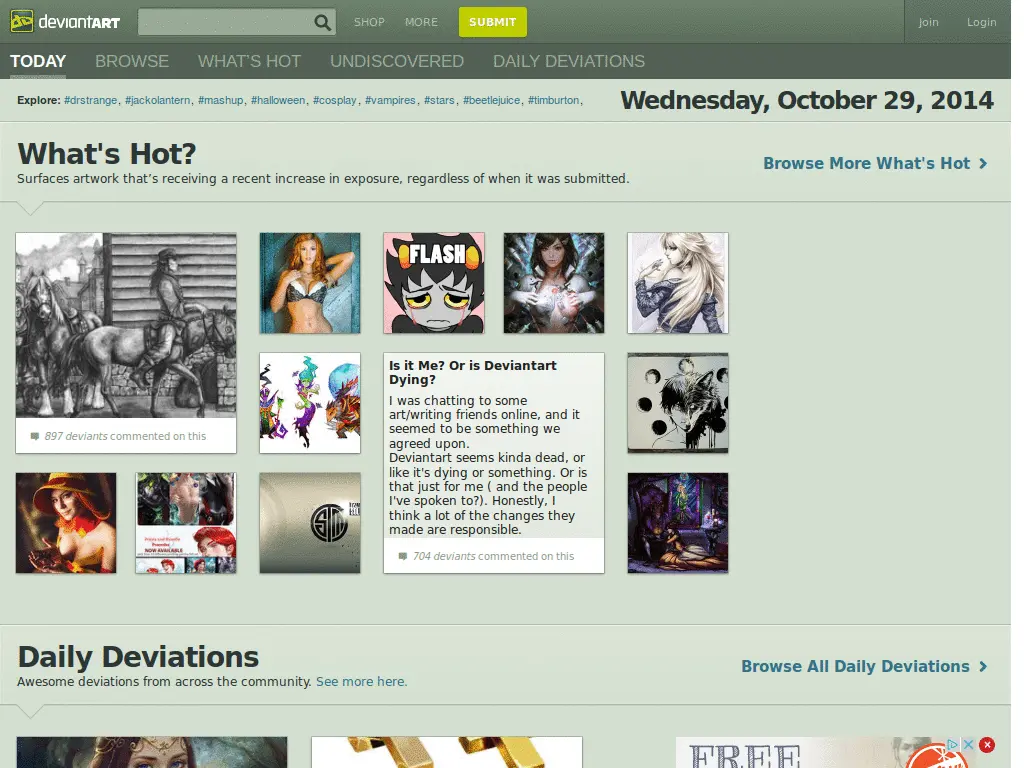 deviantART
SHOP MORE SUBMIT Join Login
TODAY BROWSE WHAT'S HOT UNDISCOVERED DAILY DEVIATIONS
Explore: #drstrange, #jackolantern, #mashup, #halloween, #cosplay, #vampires, #stars, #beetlejuice, #timburton,
Wednesday, October 29, 2014
What's Hot?
Browse More What's Hot
Surfaces artwork that's receiving a recent increase in exposure, regardless of when it was submitted.
FLASH
Is it Me? Or is Deviantart
Dying?
I was chatting to some
art/writing friends online, and it
seemed to be something we
agreed upon.
Deviantart seems kinda dead, or
like it's dying or something. Or is
that just for me ( and the people
I've spoken to?). Honestly, I
think a lot of the changes they
made are responsible.
897 deviants commented on this
NOW AVAILABLE
704 deviants commented on this
Daily Deviations
Browse All Daily Deviations
Awesome deviations from across the community. See more here.
FREE